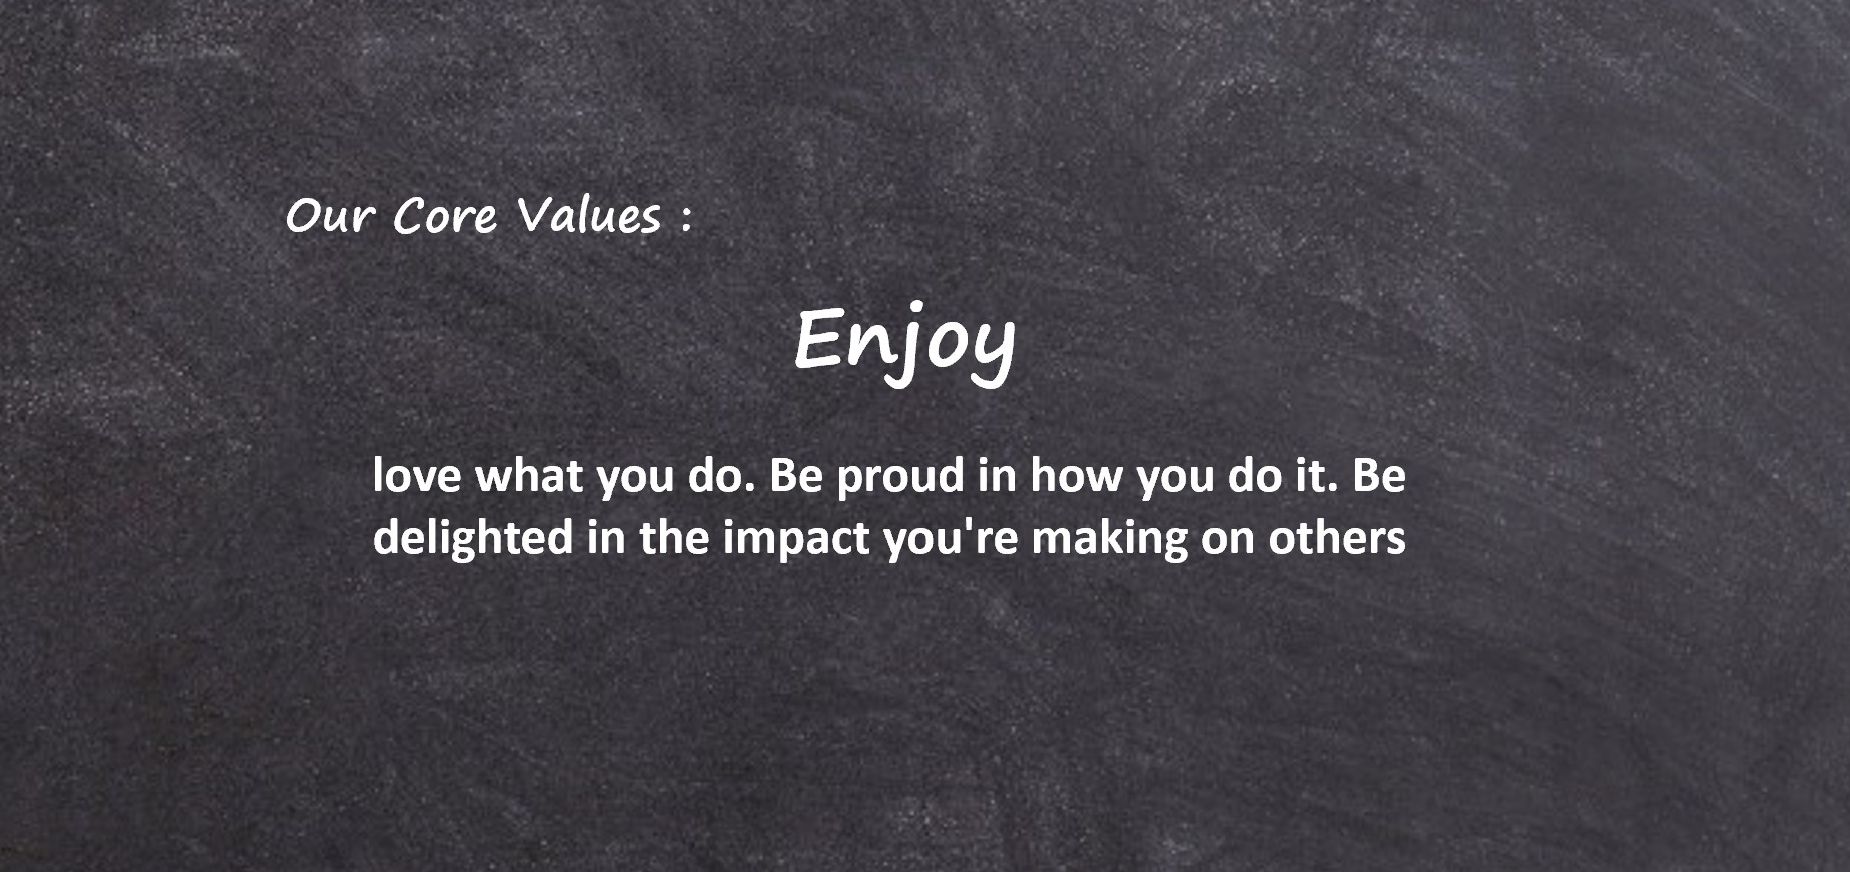 Our Core Values :
Enjoy
love what you do. Be proud in how you do it. Be
delighted in the impact you're making on others